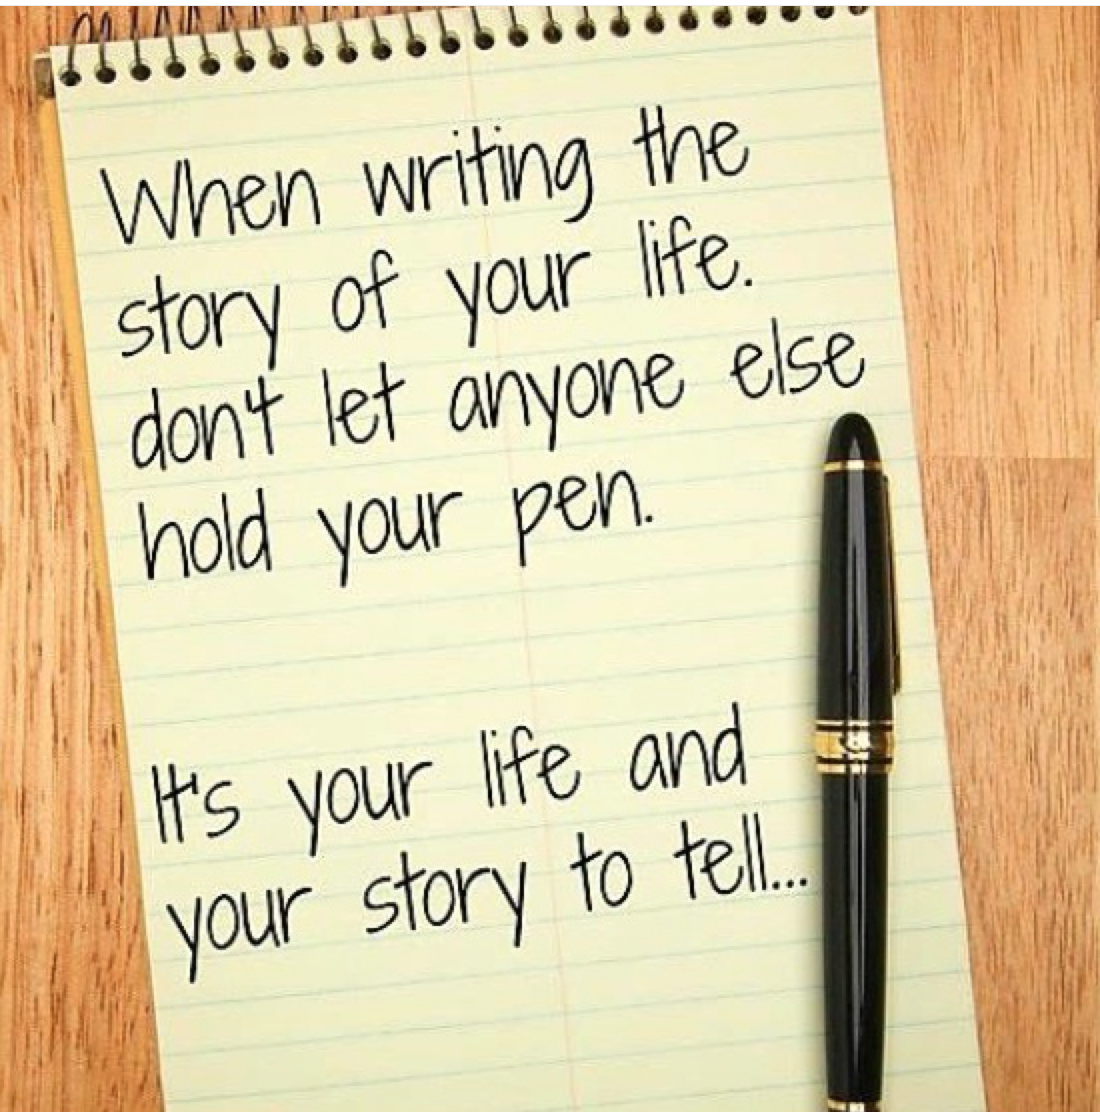 When writing the
story of your life.
don't let anyone else
hold your pen.
It's your life and
your story to tell...